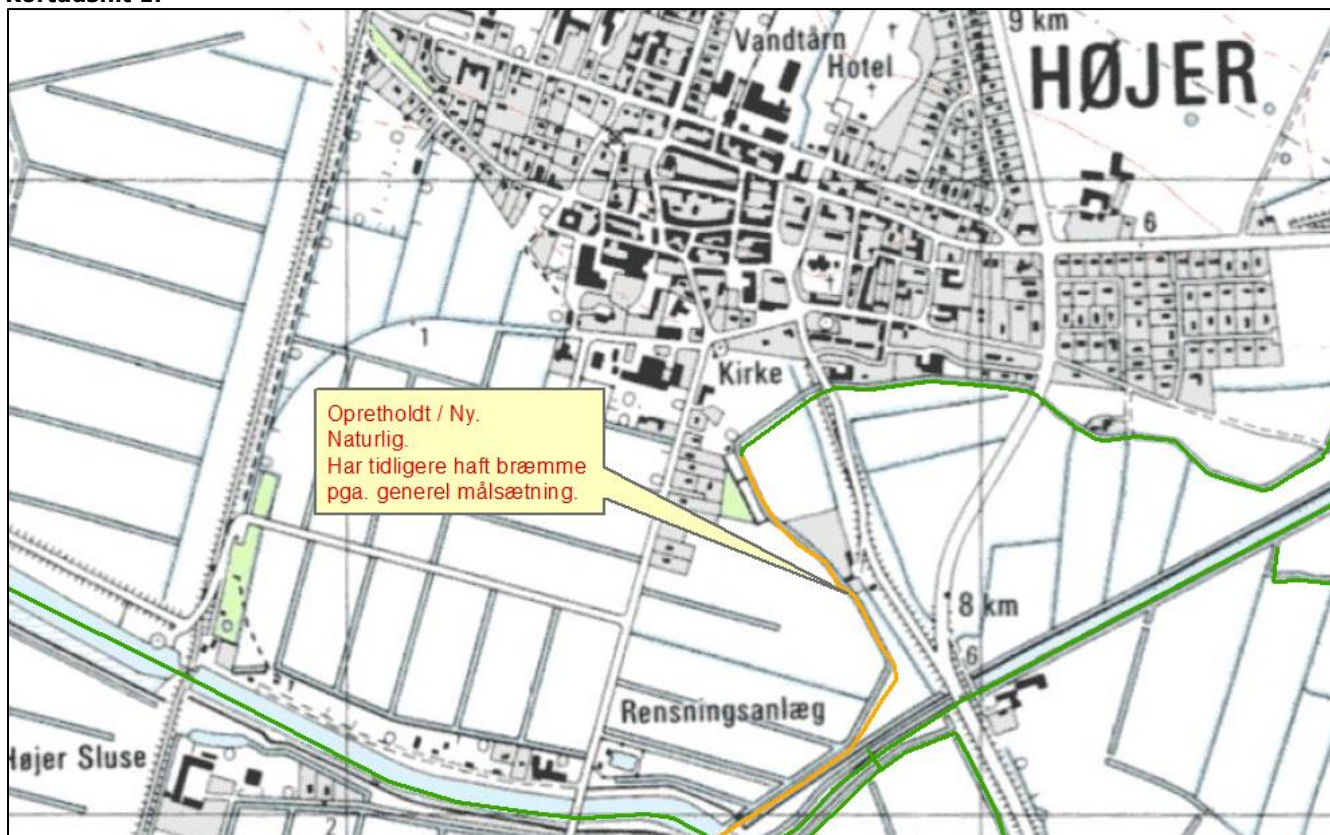 Vandtårn
Hotel
9 km
HØJER
6
1
Kirke
Opretholdt / Ny.
Naturlig.
Har tidligere haft bræmme
pga. generel målsætning.
8 km
6
Rensningsanlæg
Højer Sluse
2